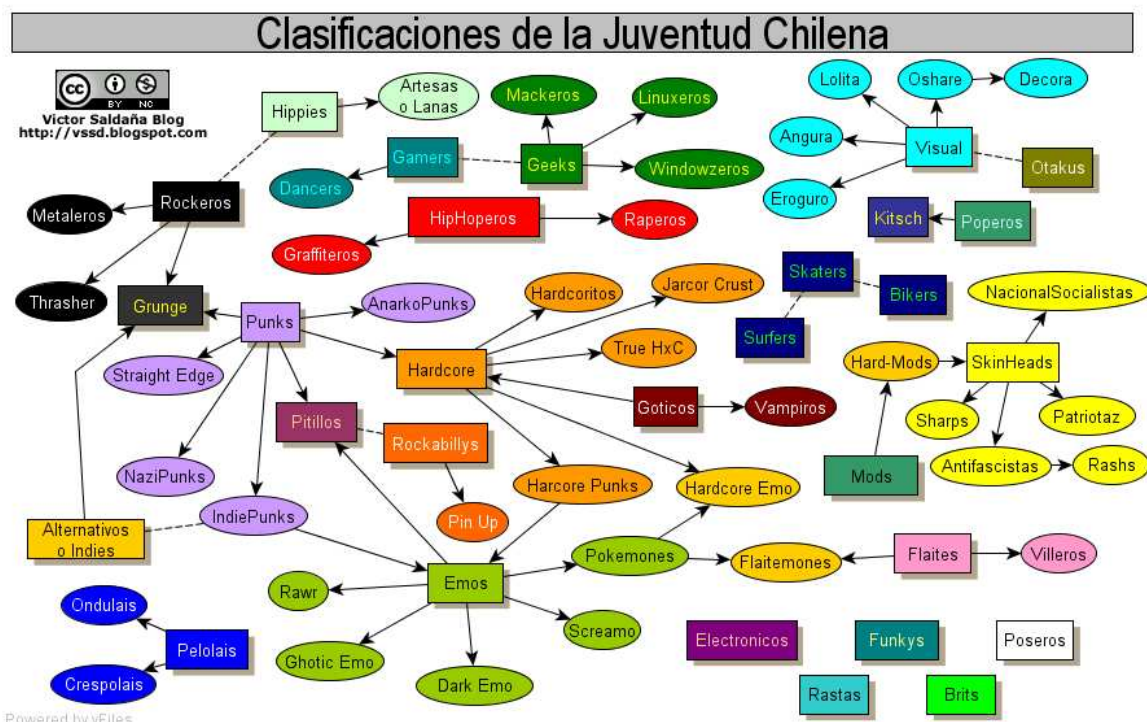 Clasificaciones de la Juventud Chilena
cc
BY NC
Victor Saldaña Blog
http://vssd.blogspot.com
Hippies
Artesas
o Lanas
Mackeros
Linuxeros
Gamers
Geeks
Dancers
Windowzeros
Lolita
Oshare
Decora
Angura
Visual
Otakus
Eroguro
Kitsch
Poperos
Rockeros
Metaleros
Thrasher
Grunge
HipHoperos
Raperos
Graffiteros
Skaters
Bikers
Surfers
Punks
AnarkoPunks
Straight Edge
NaziPunks
IndiePunks
Pitillos
Rockabillys
Pin Up
Hardcore
Hardcoritos
Jarcor Crust
True HxC
Goticos
Vampiros
Harcore Punks
Hardcore Emo
NacionalSocialistas
Hard-Mods
SkinHeads
Sharps
Patriotaz
Antifascistas
Rashs
Mods
Alternativos
o Indies
Emos
Pokemones
Flaitemones
Flaites
Villeros
Rawr
Ghotic Emo
Dark Emo
Screamo
Ondulais
Pelolais
Crespolais
Electronicos
Funkys
Poseros
Rastas
Brits
Powered by yFiles